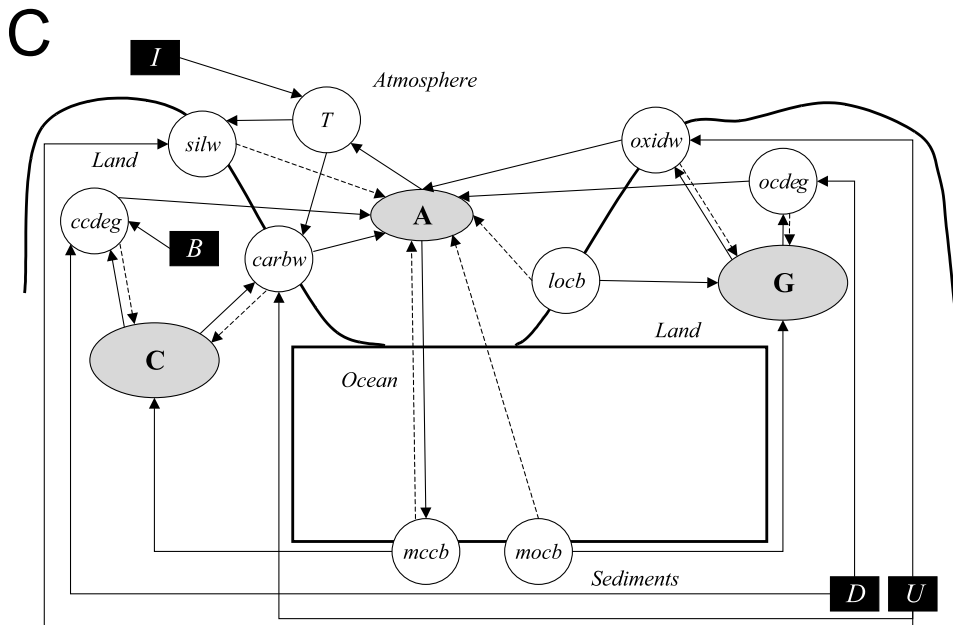 C
I
Atmosphere
T
silw
oxidw
Land
ocdeg
ccdeg
A
B
carbw
locb
G
Land
C
Ocean
mccb
mocb
Sediments
D
U